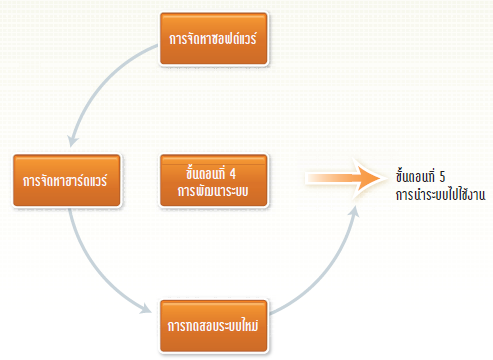 การจัดหาซอฟต์แวร์
การจัดหาฮาร์ดแวร์
ขั้นตอนที่ 4
การพัฒนาระบบ
ขั้นตอนที่ 5
การนำระบบไปใช้งาน
การทดสอบระบบใหม่